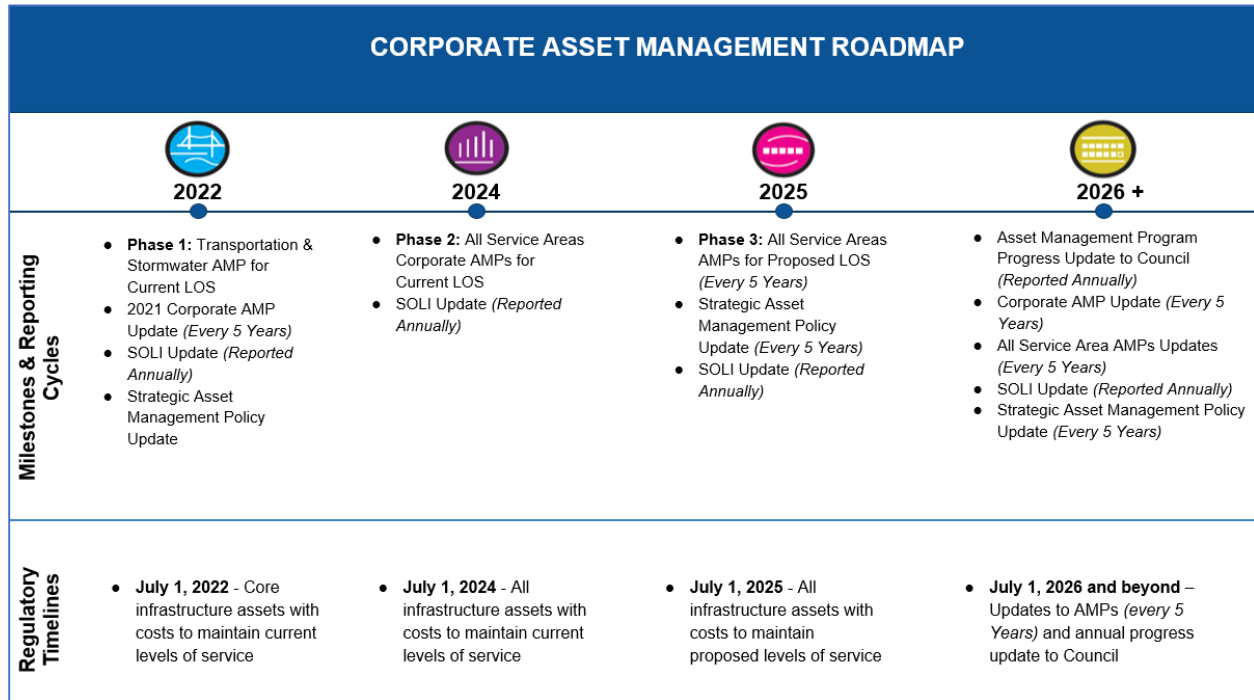 CORPORATE ASSET MANAGEMENT ROADMAP
2022
2024
2025
2026 +
Milestones & Reporting
Cycles
● Phase 1: Transportation &
Stormwater AMP for
Current LOS
● 2021 Corporate AMP
Update (Every 5 Years)
● SOLI Update (Reported
Annually)
● Strategic Asset
Management Policy
Update
● Phase 2: All Service Areas
Corporate AMPs for
Current LOS
● SOLI Update (Reported
Annually)
● Phase 3: All Service Areas
AMPs for Proposed LOS
(Every 5 Years)
● Strategic Asset
Management Policy
Update (Every 5 Years)
● SOLI Update (Reported
Annually)
● Asset Management Program
Progress Update to Council
(Reported Annually)
● Corporate AMP Update (Every 5
Years)
● All Service Area AMPs Updates
(Every 5 Years)
● SOLI Update (Reported Annually)
● Strategic Asset Management Policy
Update (Every 5 Years)
Regulatory
Timelines
● July 1, 2022 - Core
infrastructure assets with
costs to maintain current
levels of service
● July 1, 2024 - All
infrastructure assets with
costs to maintain current
levels of service
● July 1, 2025 - All
infrastructure assets with
costs to maintain
proposed levels of service
● July 1, 2026 and beyond –
Updates to AMPs (every 5
Years) and annual progress
update to Council